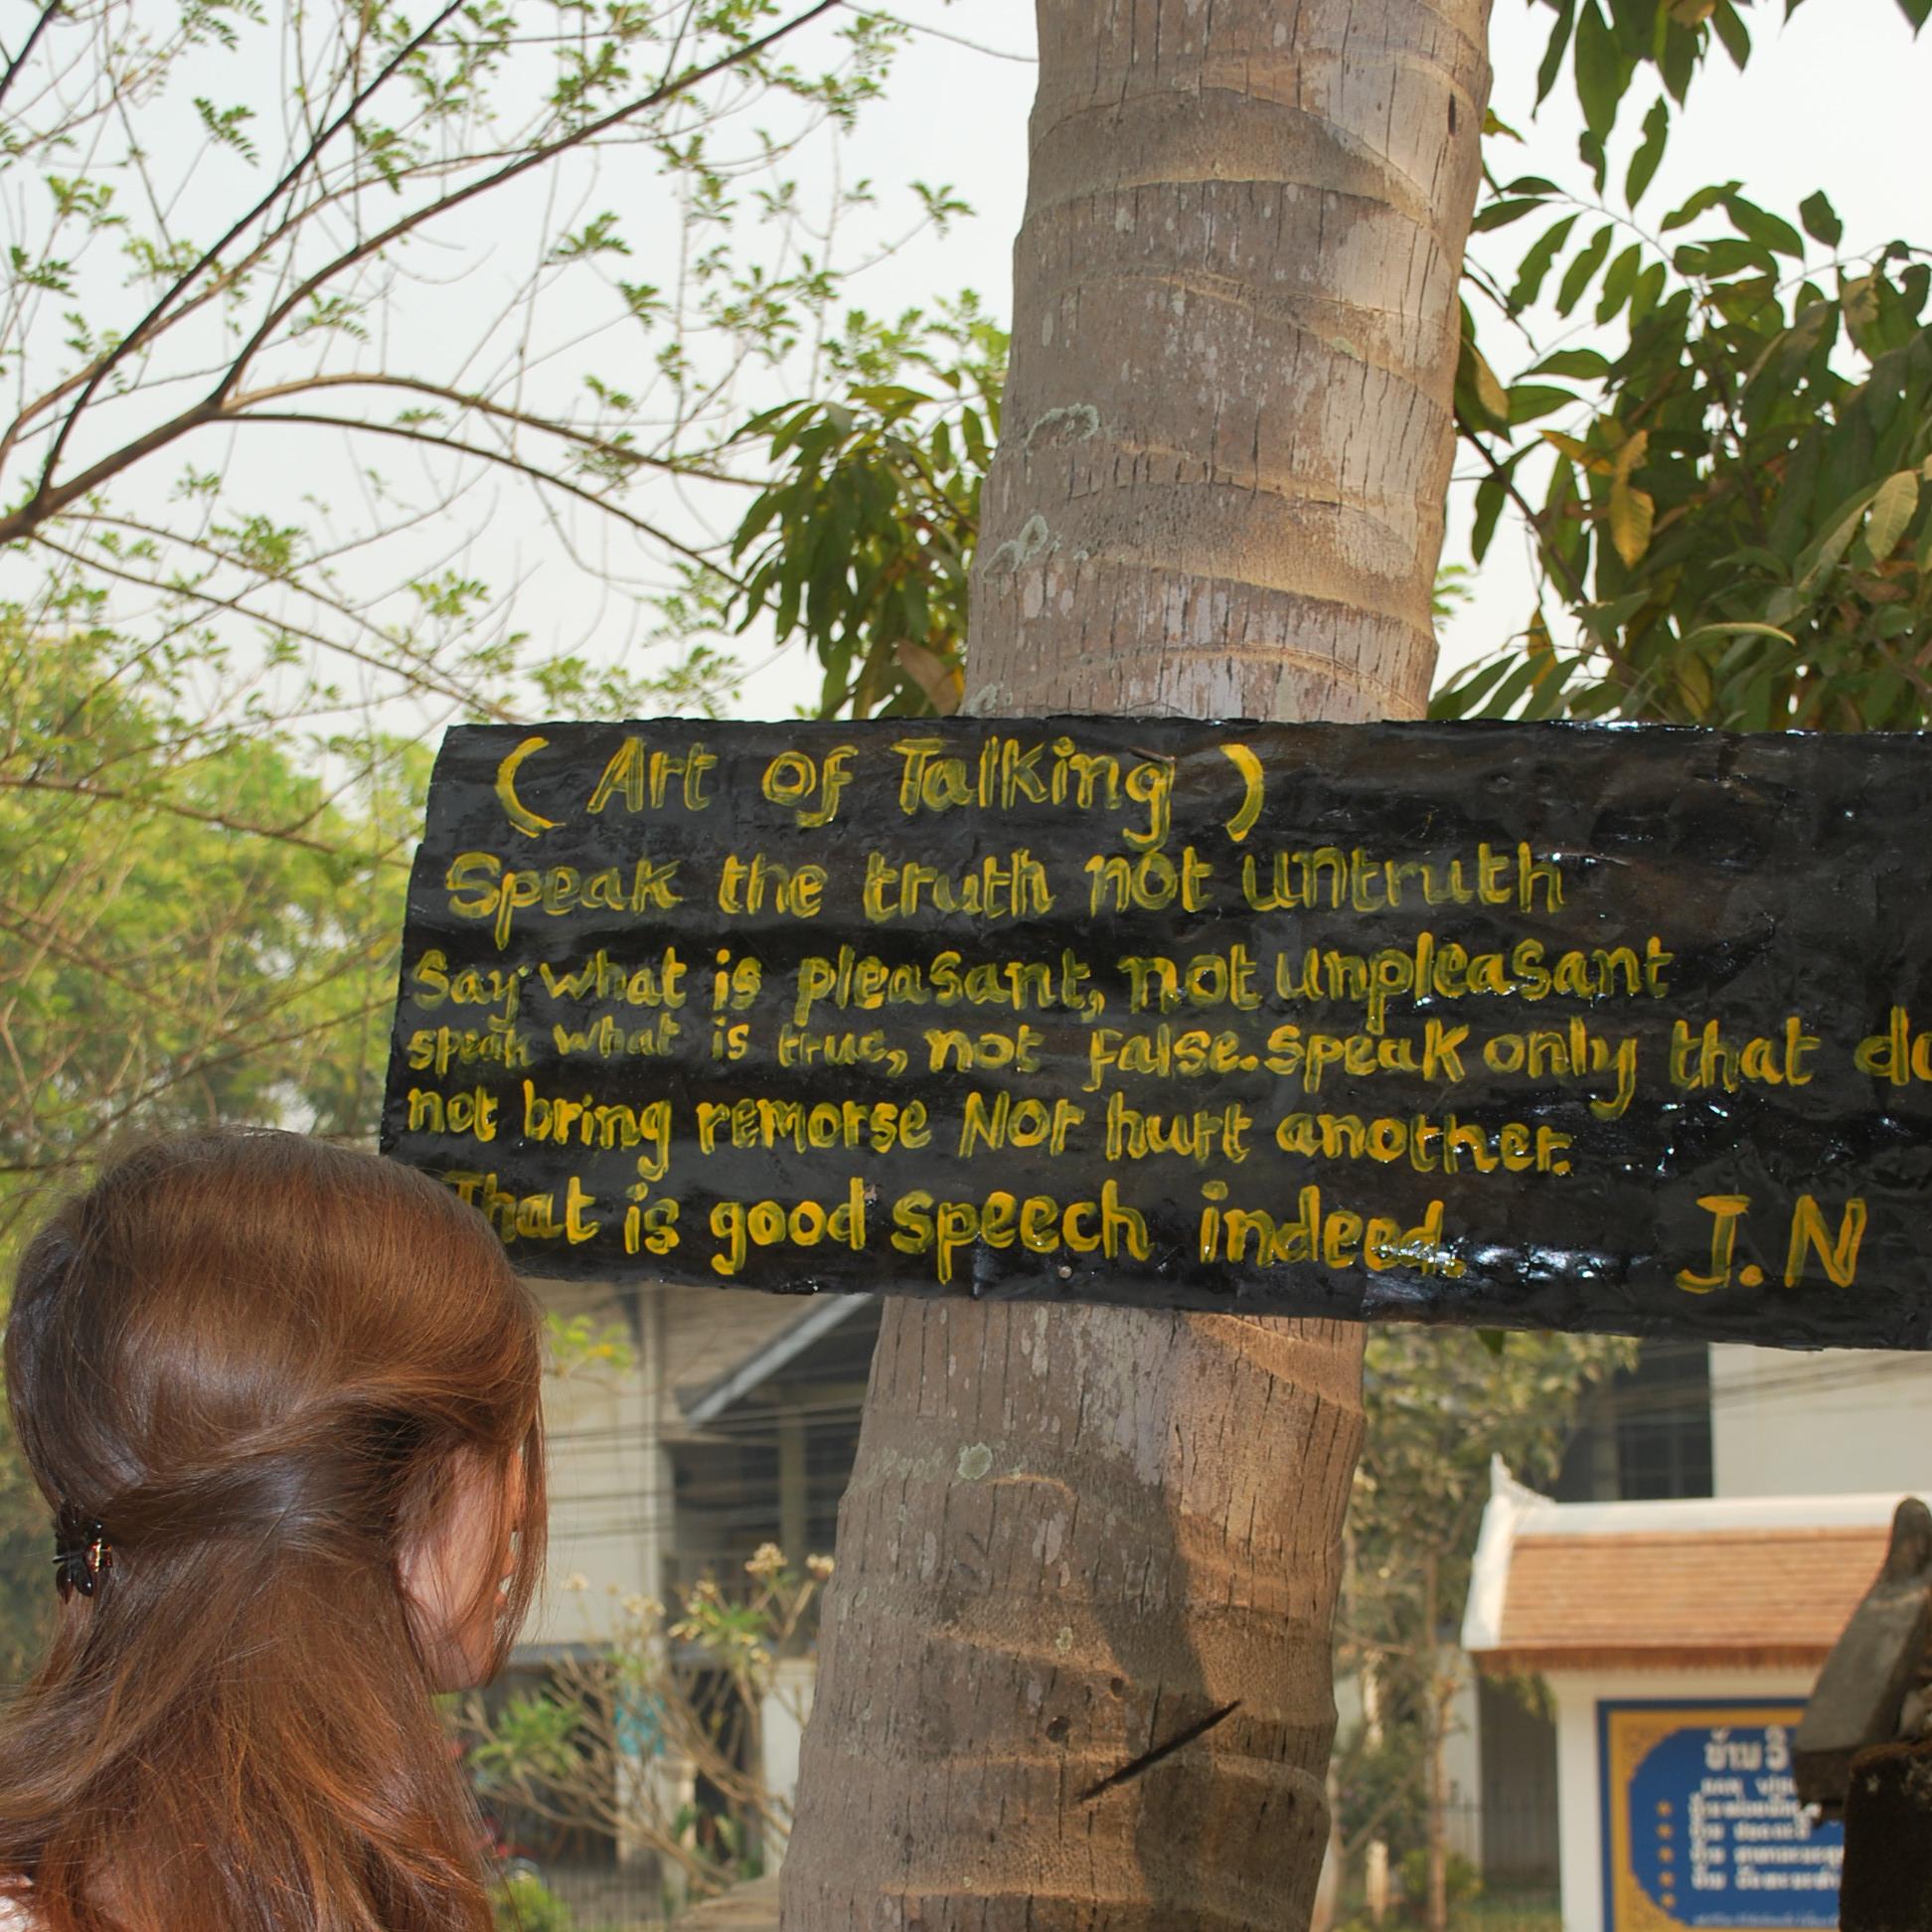 ( Art of Talking )
Speak the truth not untruth
Say what is pleasant, not unpleasant
speak what is true, not false. Speak only that do
not bring remorse Nor hurt another.
That is good speech indeed. J.N